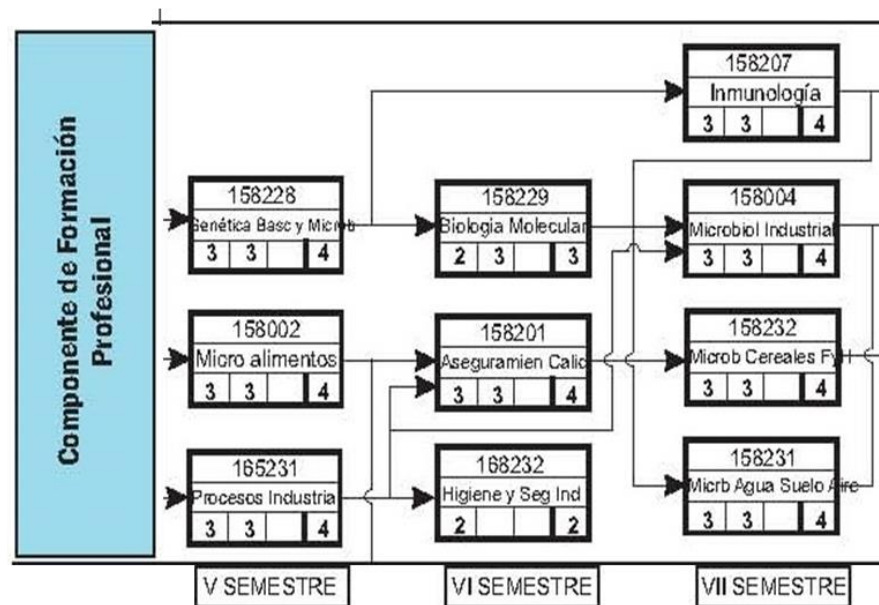 Componente de Formación
Profesional
158228
Genética Basc y Microb
3 3 4
158002
Micro alimentos
3 3 4
165231
Procesos Industria
3 3 4
V SEMESTRE
158229
Biologia Molecular
2 3 3
158201
Aseguramien Calid
3 3 4
168232
Higiene y Seg Ind
2 2
VI SEMESTRE
158207
Inmunología
3 3 4
158004
Microbiol Industrial
3 3 4
158232
Microb Cereales FyH
3 3 4
158231
Micrb Agua Suelo Aire
3 3 4
VII SEMESTRE